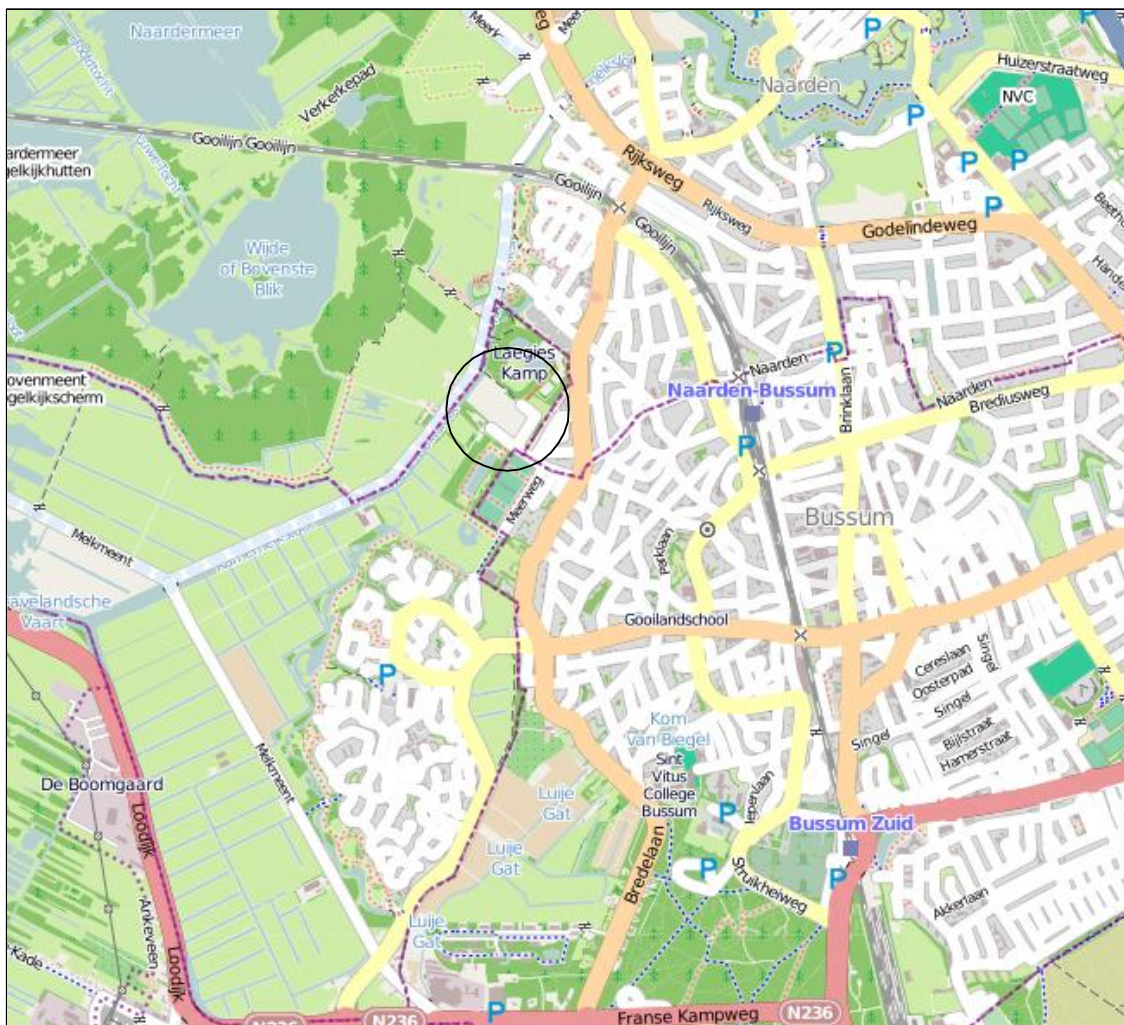 Naardermeer
Verkerkepad
Gooilijn Gooilijn
ardermeer
gelkijkhutten
Wijde
of Bovenste
Blik
Gooilijn
Gooilijn
Rijksweg
Rijksweg
Naarden
P
Huizerstraatweg
NVC
P
P
P
P
Godelindeweg
Laegies
Kamp
ovenmeent
gelkijkscherm
Naarden
P
Naarden-Bussum
Brinklaan
Naarden
Brediusweg
P
Meerweg
Melkmeent
Bussum
Parklaan
avelandsche
Vaart
Gooilandschool
Cereslaan
Oosterpad
Singel
Singel
Bijlstraat
Hamerstraat
Singel
P
Melkmeent
Kom
van Biegel
Sint
Vitus
College
Bussum
Iepenlaan
P
De Boomgaard
Loodijk
Luije
Gat
Luije
Gat
Bussum Zuid
P
P
Bredelaan
Struikheiweg
Akkerlaan
Ankeveen
Kade
Loodijk
Luije
Gat
N236
N236
P
Franse Kampweg
N236